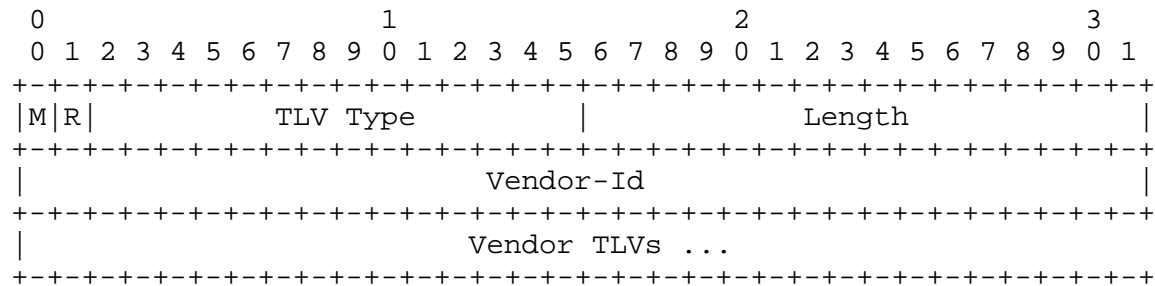 0                   1                   2                   3
 0 1 2 3 4 5 6 7 8 9 0 1 2 3 4 5 6 7 8 9 0 1 2 3 4 5 6 7 8 9 0 1
+-+-+-+-+-+-+-+-+-+-+-+-+-+-+-+-+-+-+-+-+-+-+-+-+-+-+-+-+-+-+-+-+
|M|R|          TLV Type         |            Length             |
+-+-+-+-+-+-+-+-+-+-+-+-+-+-+-+-+-+-+-+-+-+-+-+-+-+-+-+-+-+-+-+-+
|                          Vendor-Id                            |
+-+-+-+-+-+-+-+-+-+-+-+-+-+-+-+-+-+-+-+-+-+-+-+-+-+-+-+-+-+-+-+-+
|                         Vendor TLVs ...
+-+-+-+-+-+-+-+-+-+-+-+-+-+-+-+-+-+-+-+-+-+-+-+-+-+-+-+-+-+-+-+-+